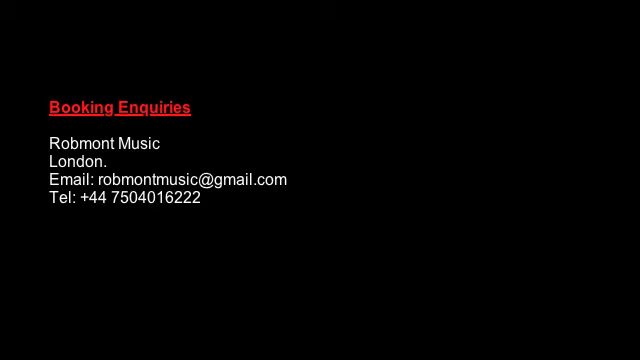 Booking Enquiries
Robmont Music
London.
Email: robmontmusic@gmail.com
Tel: +44 7504016222